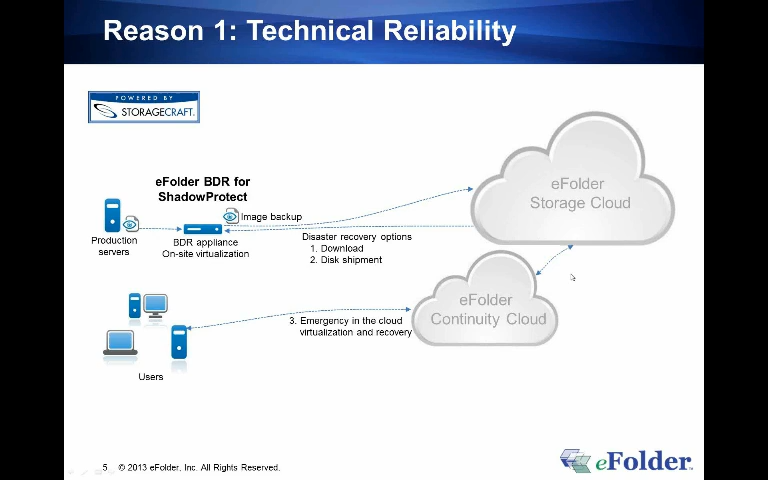 Reason 1: Technical Reliability
POWERED BY
STORAGECRAFT.
eFolder BDR for
ShadowProtect
Image backup
Production
servers
BDR appliance
On-site virtualization
Disaster recovery options
1. Download
2. Disk shipment
eFolder
Storage Cloud
eFolder
Continuity Cloud
3. Emergency in the cloud
virtualization and recovery
Users
5 © 2013 eFolder, Inc. All Rights Reserved.
eFolder